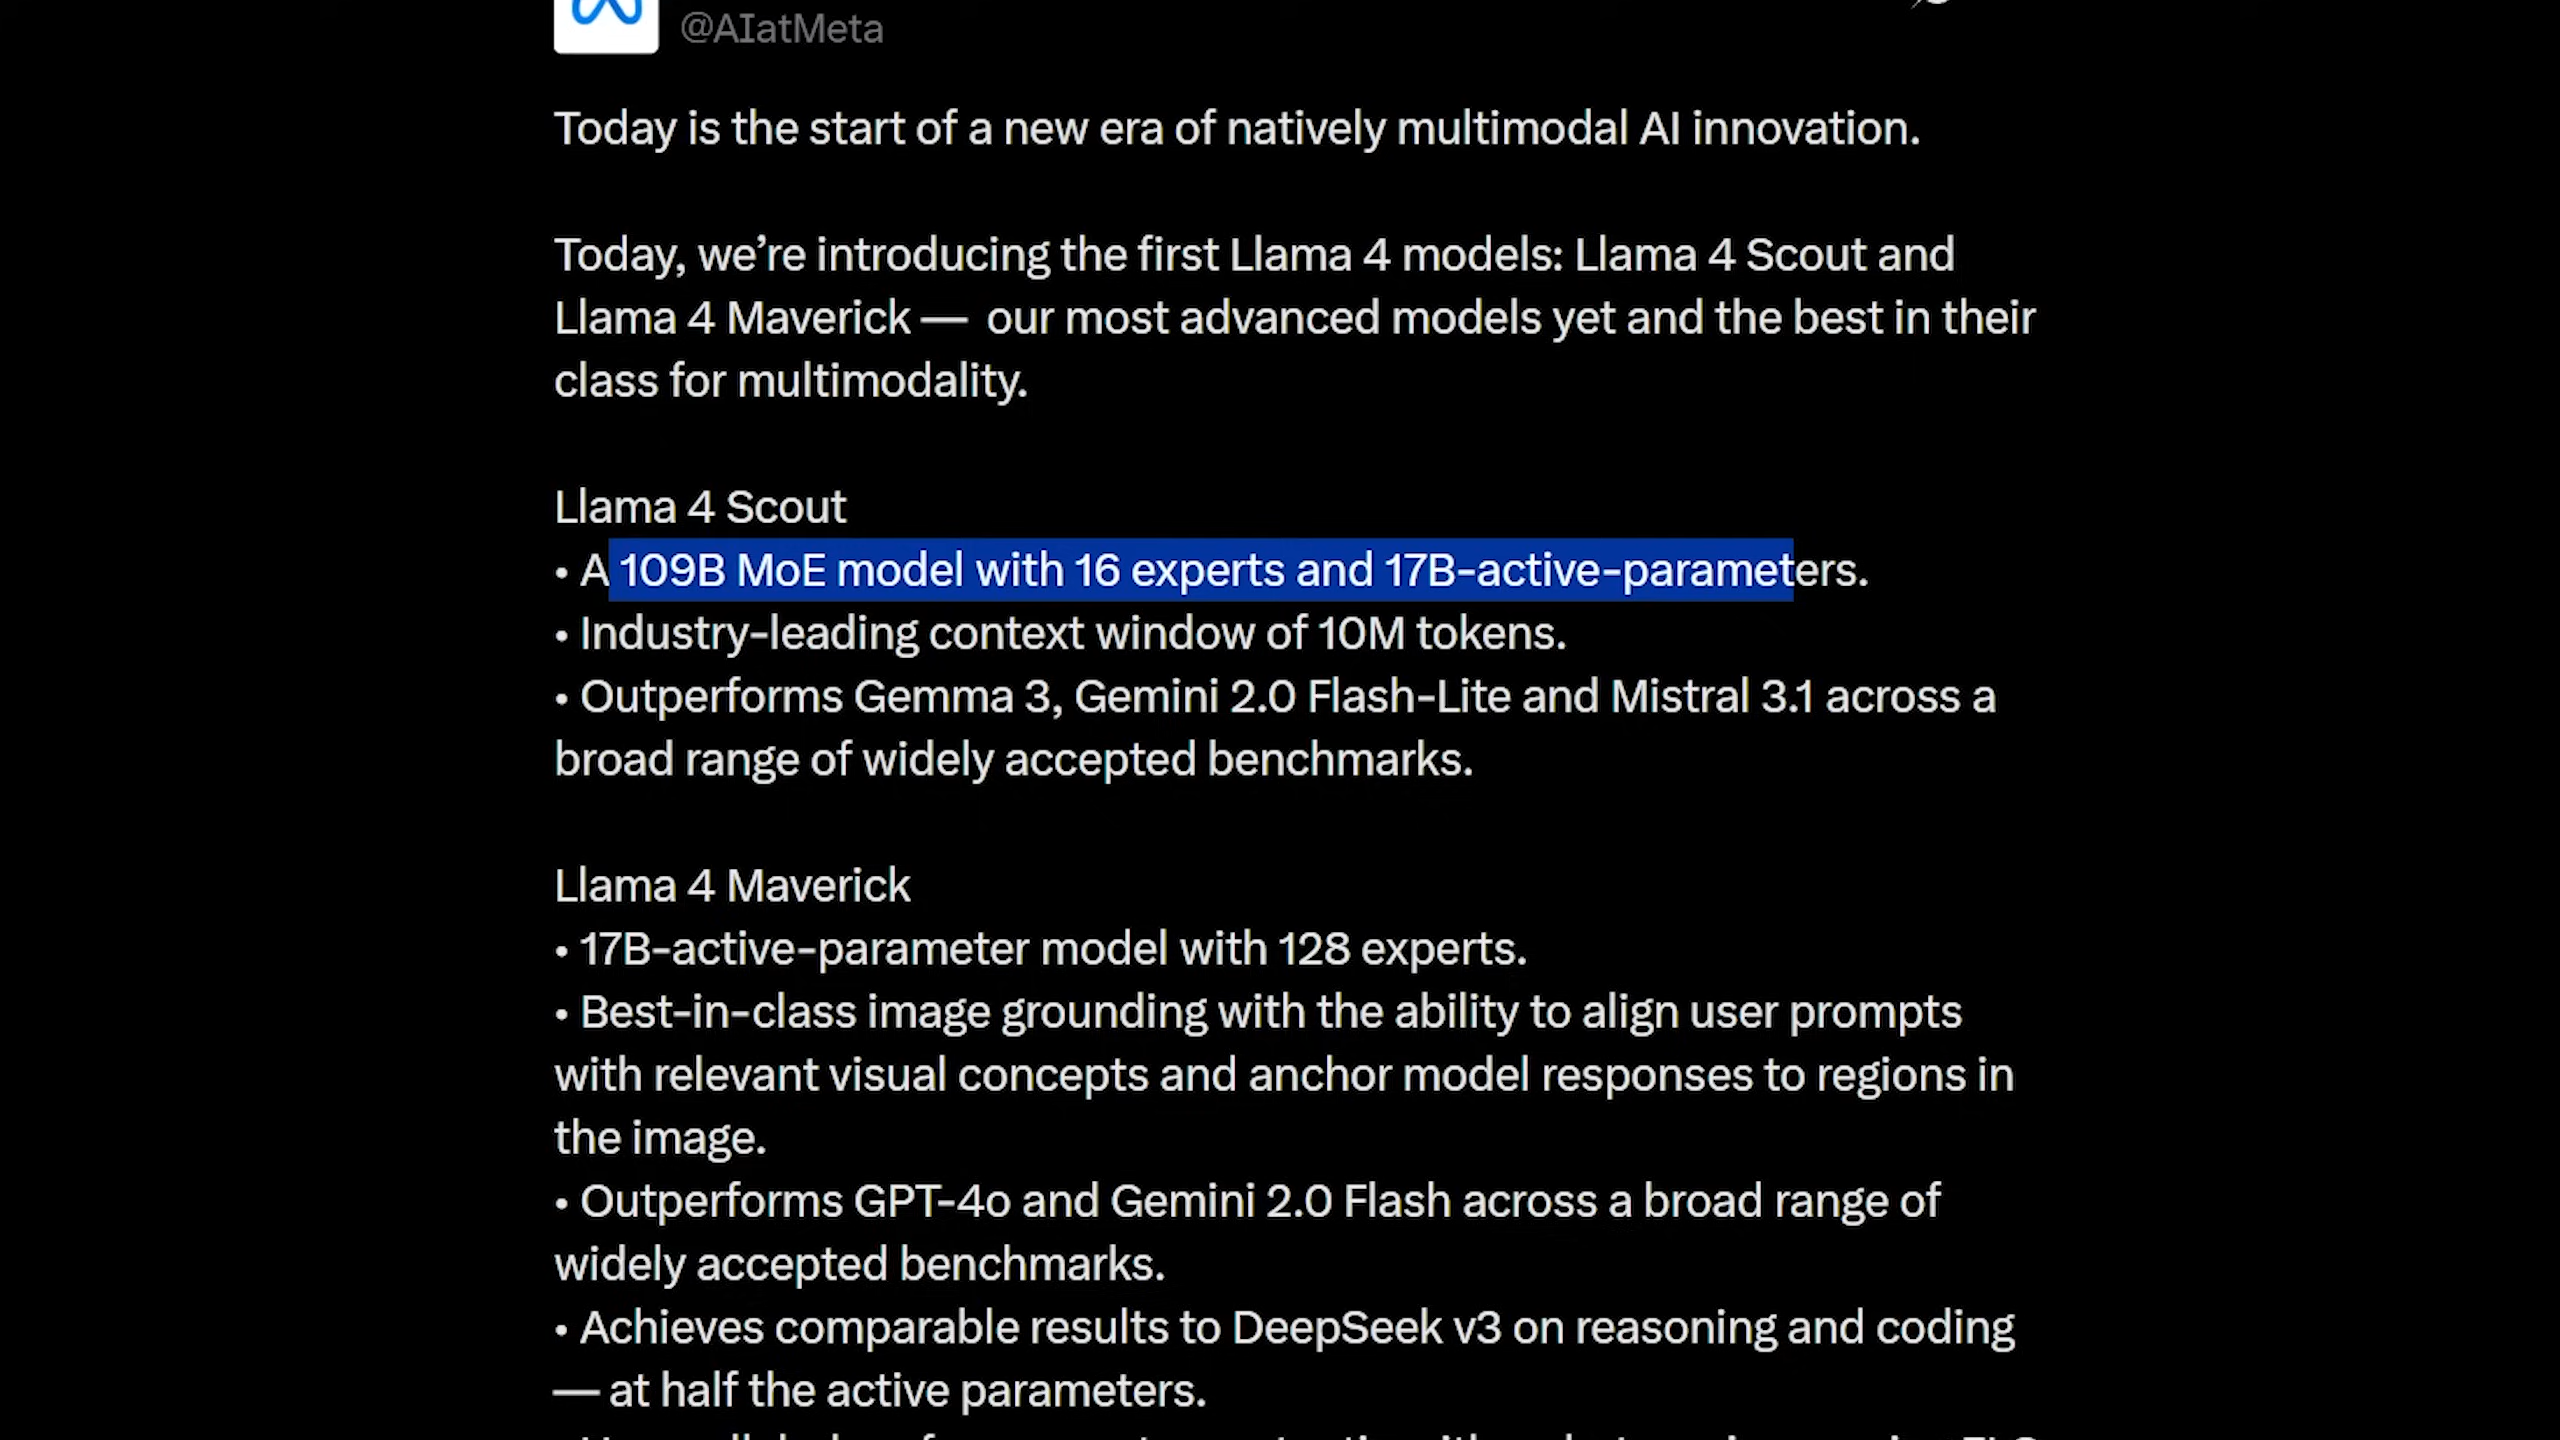 @AIatMeta
Today is the start of a new era of natively multimodal AI innovation.
Today, we’re introducing the first Llama 4 models: Llama 4 Scout and
Llama 4 Maverick — our most advanced models yet and the best in their
class for multimodality.
Llama 4 Scout
• A 109B MoE model with 16 experts and 17B-active-parameters.
• Industry-leading context window of 10M tokens.
• Outperforms Gemma 3, Gemini 2.0 Flash-Lite and Mistral 3.1 across a
broad range of widely accepted benchmarks.
Llama 4 Maverick
• 17B-active-parameter model with 128 experts.
• Best-in-class image grounding with the ability to align user prompts
with relevant visual concepts and anchor model responses to regions in
the image.
• Outperforms GPT-4o and Gemini 2.0 Flash across a broad range of
widely accepted benchmarks.
• Achieves comparable results to DeepSeek v3 on reasoning and coding
— at half the active parameters.